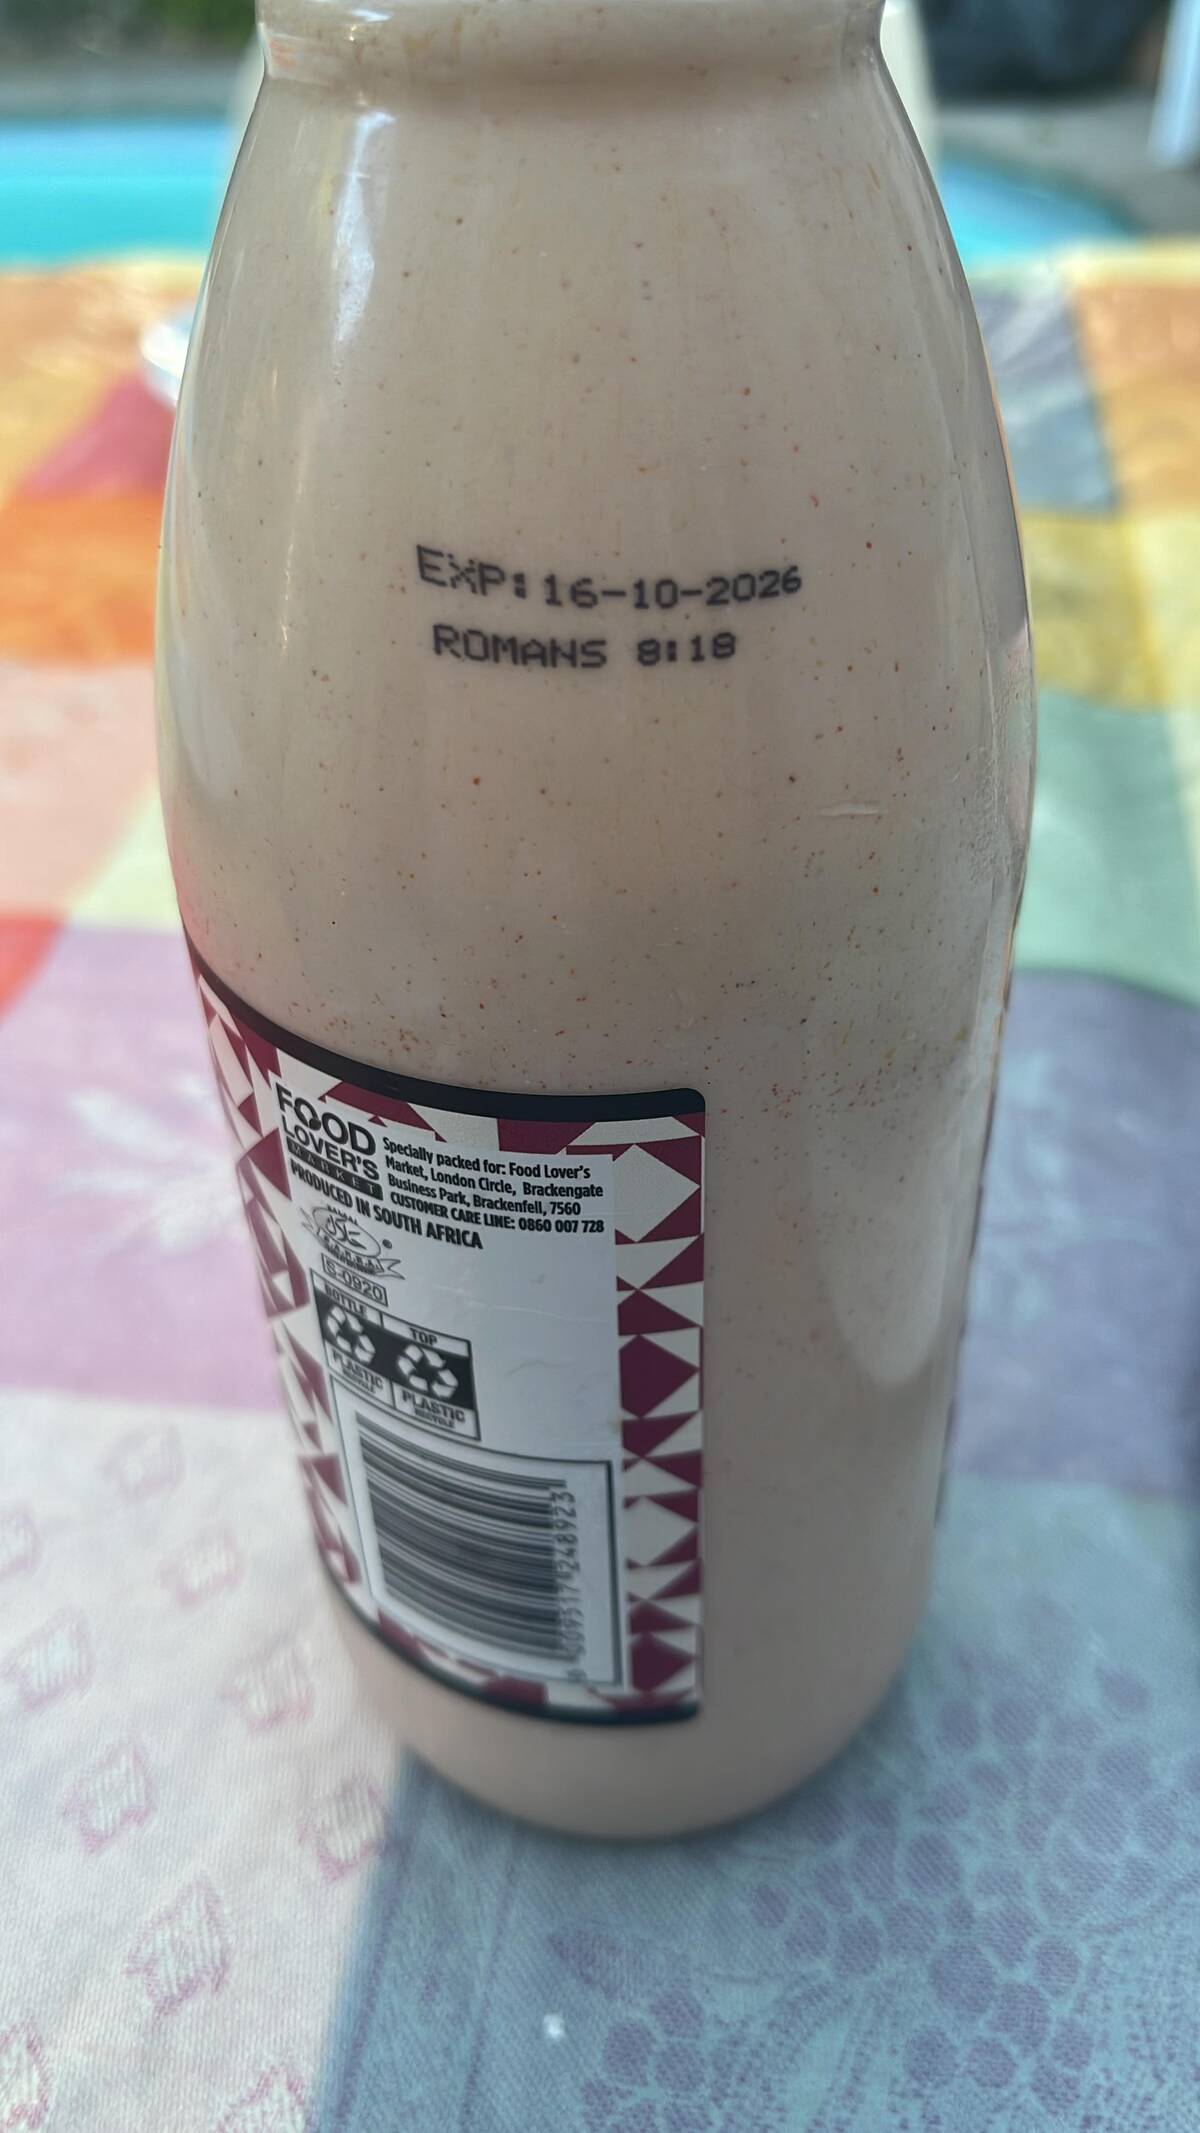 EXP: 16-10-2026
ROMANS 8:18
FOOD
LOVER'S
MARKET
Specially packed for: Food Lover's
Market, London Circle, Brackengate
Business Park, Brackenfell, 7560
CUSTOMER CARE LINE: 0860 007 728
PRODUCED IN SOUTH AFRICA
S-0920
BOTTLE
TOP
PLASTIC
RECYCLE
PLASTIC
RECYCLE